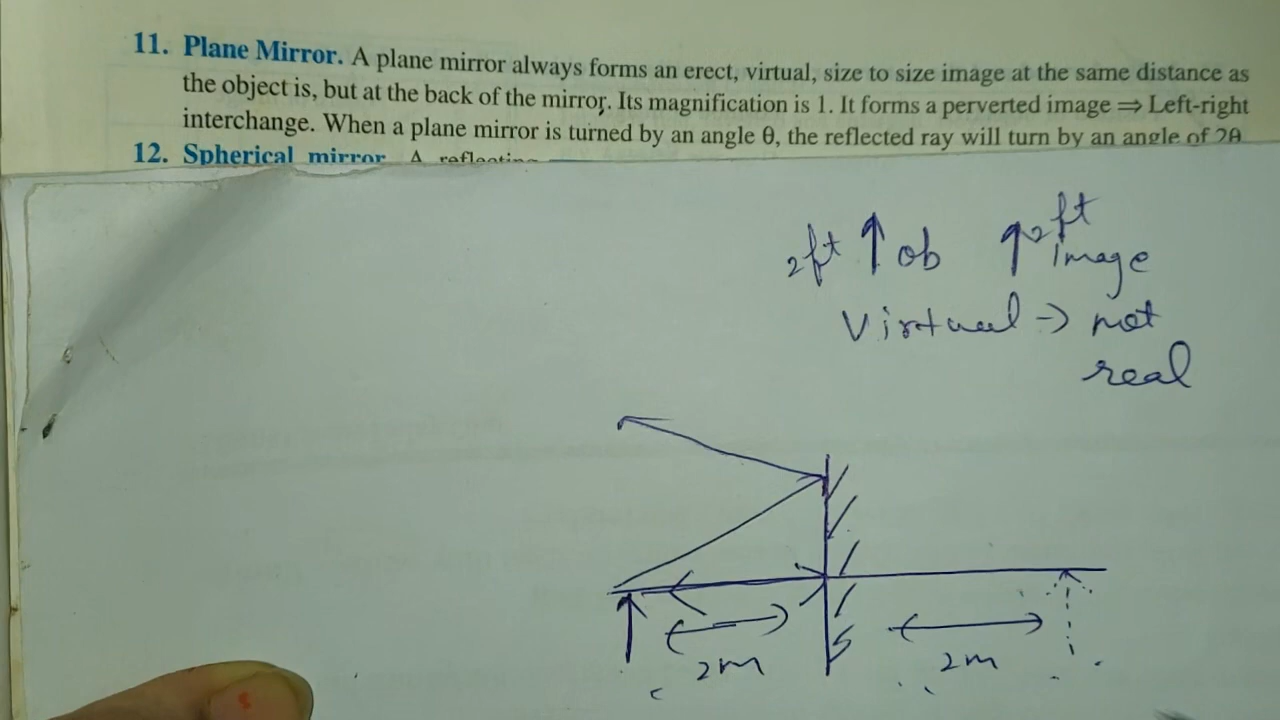 11. Plane Mirror. A plane mirror always forms an erect, virtual, size to size image at the same distance as
the object is, but at the back of the mirror. Its magnification is 1. It forms a perverted image ⇒ Left-right
interchange. When a plane mirror is turned by an angle θ, the reflected ray will turn by an angle of 2θ
12. Spherical mirror. A reflecting
2ft ↑ ob ↑ 2ft
image
Virtual → not
real
2m 2m